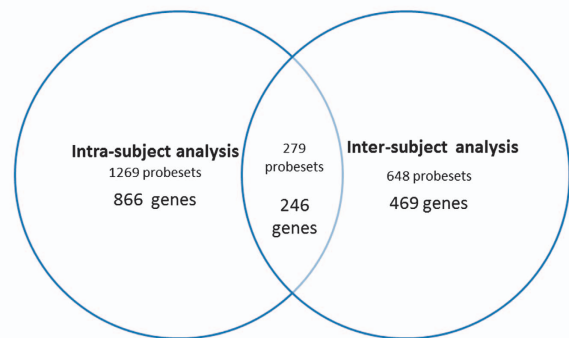 Intra-subject analysis
1269 probesets
866 genes
279
probesets
246
genes
Inter-subject analysis
648 probesets
469 genes